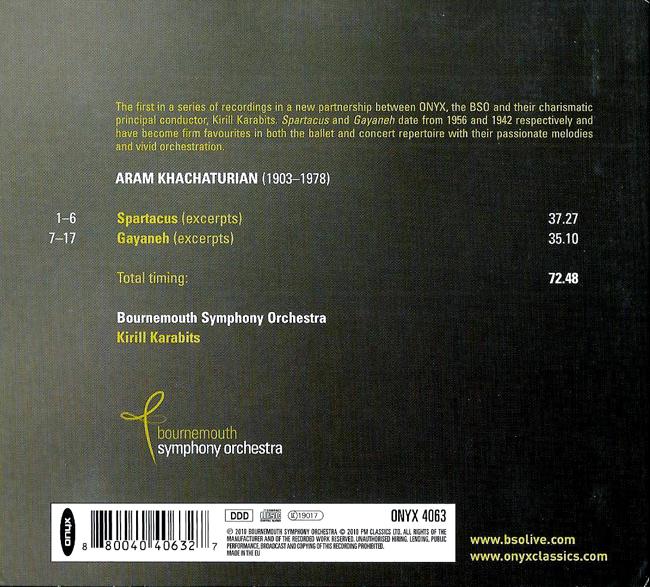 The first in a series of recordings in a new partnership between ONYX, the BSO and their charismatic
principal conductor, Kirill Karabits. Spartacus and Gayaneh date from 1956 and 1942 respectively and
have become firm favourites in both the ballet and concert repertoire with their passionate melodies
and vivid orchestration.
ARAM KHACHATURIAN (1903–1978)
1–6 Spartacus (excerpts) 37.27
7–17 Gayaneh (excerpts) 35.10
Total timing: 72.48
Bournemouth Symphony Orchestra
Kirill Karabits
bournemouth
symphony orchestra
onyx
DDD COMPACT disc DIGITAL AUDIO LC 19017 ONYX 4063
℗ 2010 BOURNEMOUTH SYMPHONY ORCHESTRA © 2010 PM CLASSICS LTD. ALL RIGHTS OF THE
MANUFACTURER AND OF THE RECORDED WORK RESERVED. UNAUTHORISED HIRING, LENDING, PUBLIC
PERFORMANCE, BROADCAST AND COPYING OF THIS RECORDING PROHIBITED.
MADE IN THE EU
8 80040 40632 7
www.bsolive.com
www.onyxclassics.com